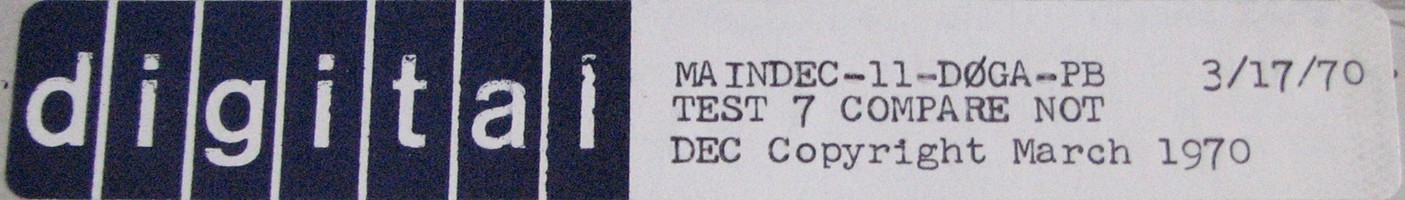 digital
MAINDEC-11-DØGA-PB 3/17/70
TEST 7 COMPARE NOT
DEC Copyright March 1970